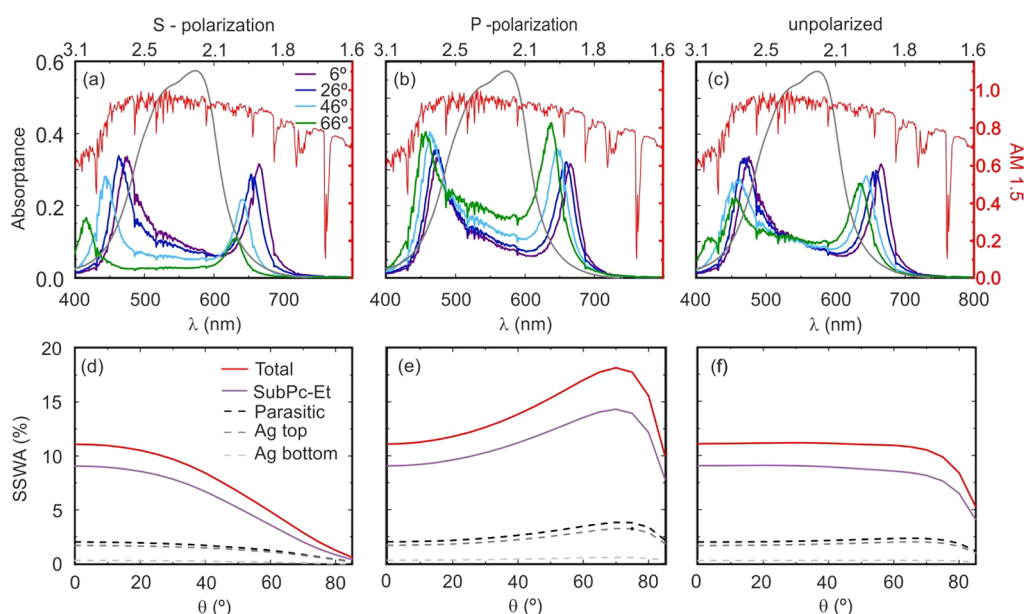 S - polarization
P -polarization
unpolarized
3.1 2.5 2.1 1.8 3.1 2.5 2.1 1.8 3.1 2.5 2.1 1.8 1.6
0.6
0.4
0.2
0.0
Absorptance
(a)
6º
26º
46º
66º
(b)
(c)
1.0
0.8
0.6
0.4
0.2
0.0
AM 1.5
400 500 600 700 400 500 600 700 400 500 600 700 800
λ (nm)
λ (nm)
λ (nm)
20
15
10
5
0
SSWA (%)
(d)
Total
SubPc-Et
Parasitic
Ag top
Ag bottom
(e)
(f)
0 20 40 60 80 0 20 40 60 80 0 20 40 60 80
θ (º)
θ (º)
θ (º)